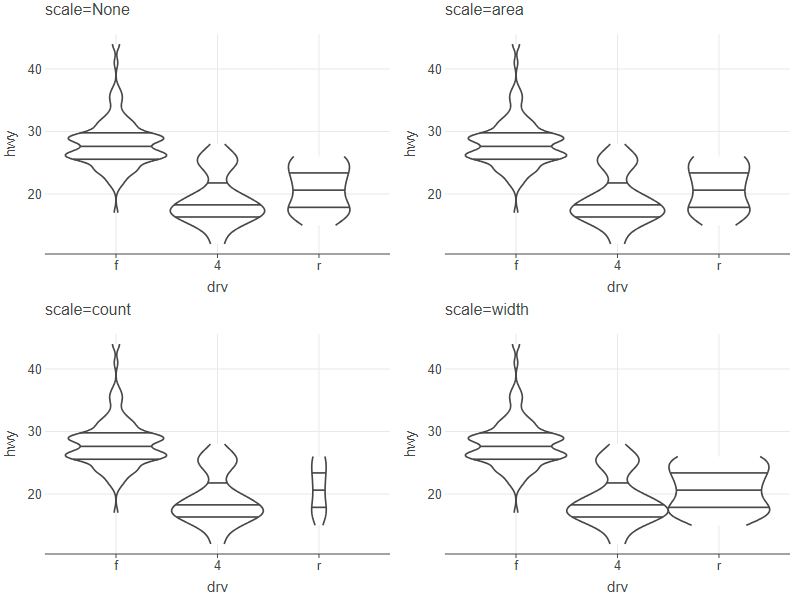 scale=None
hwy
40
30
20
f 4 r
drv
scale=area
hwy
40
30
20
f 4 r
drv
scale=count
hwy
40
30
20
f 4 r
drv
scale=width
hwy
40
30
20
f 4 r
drv